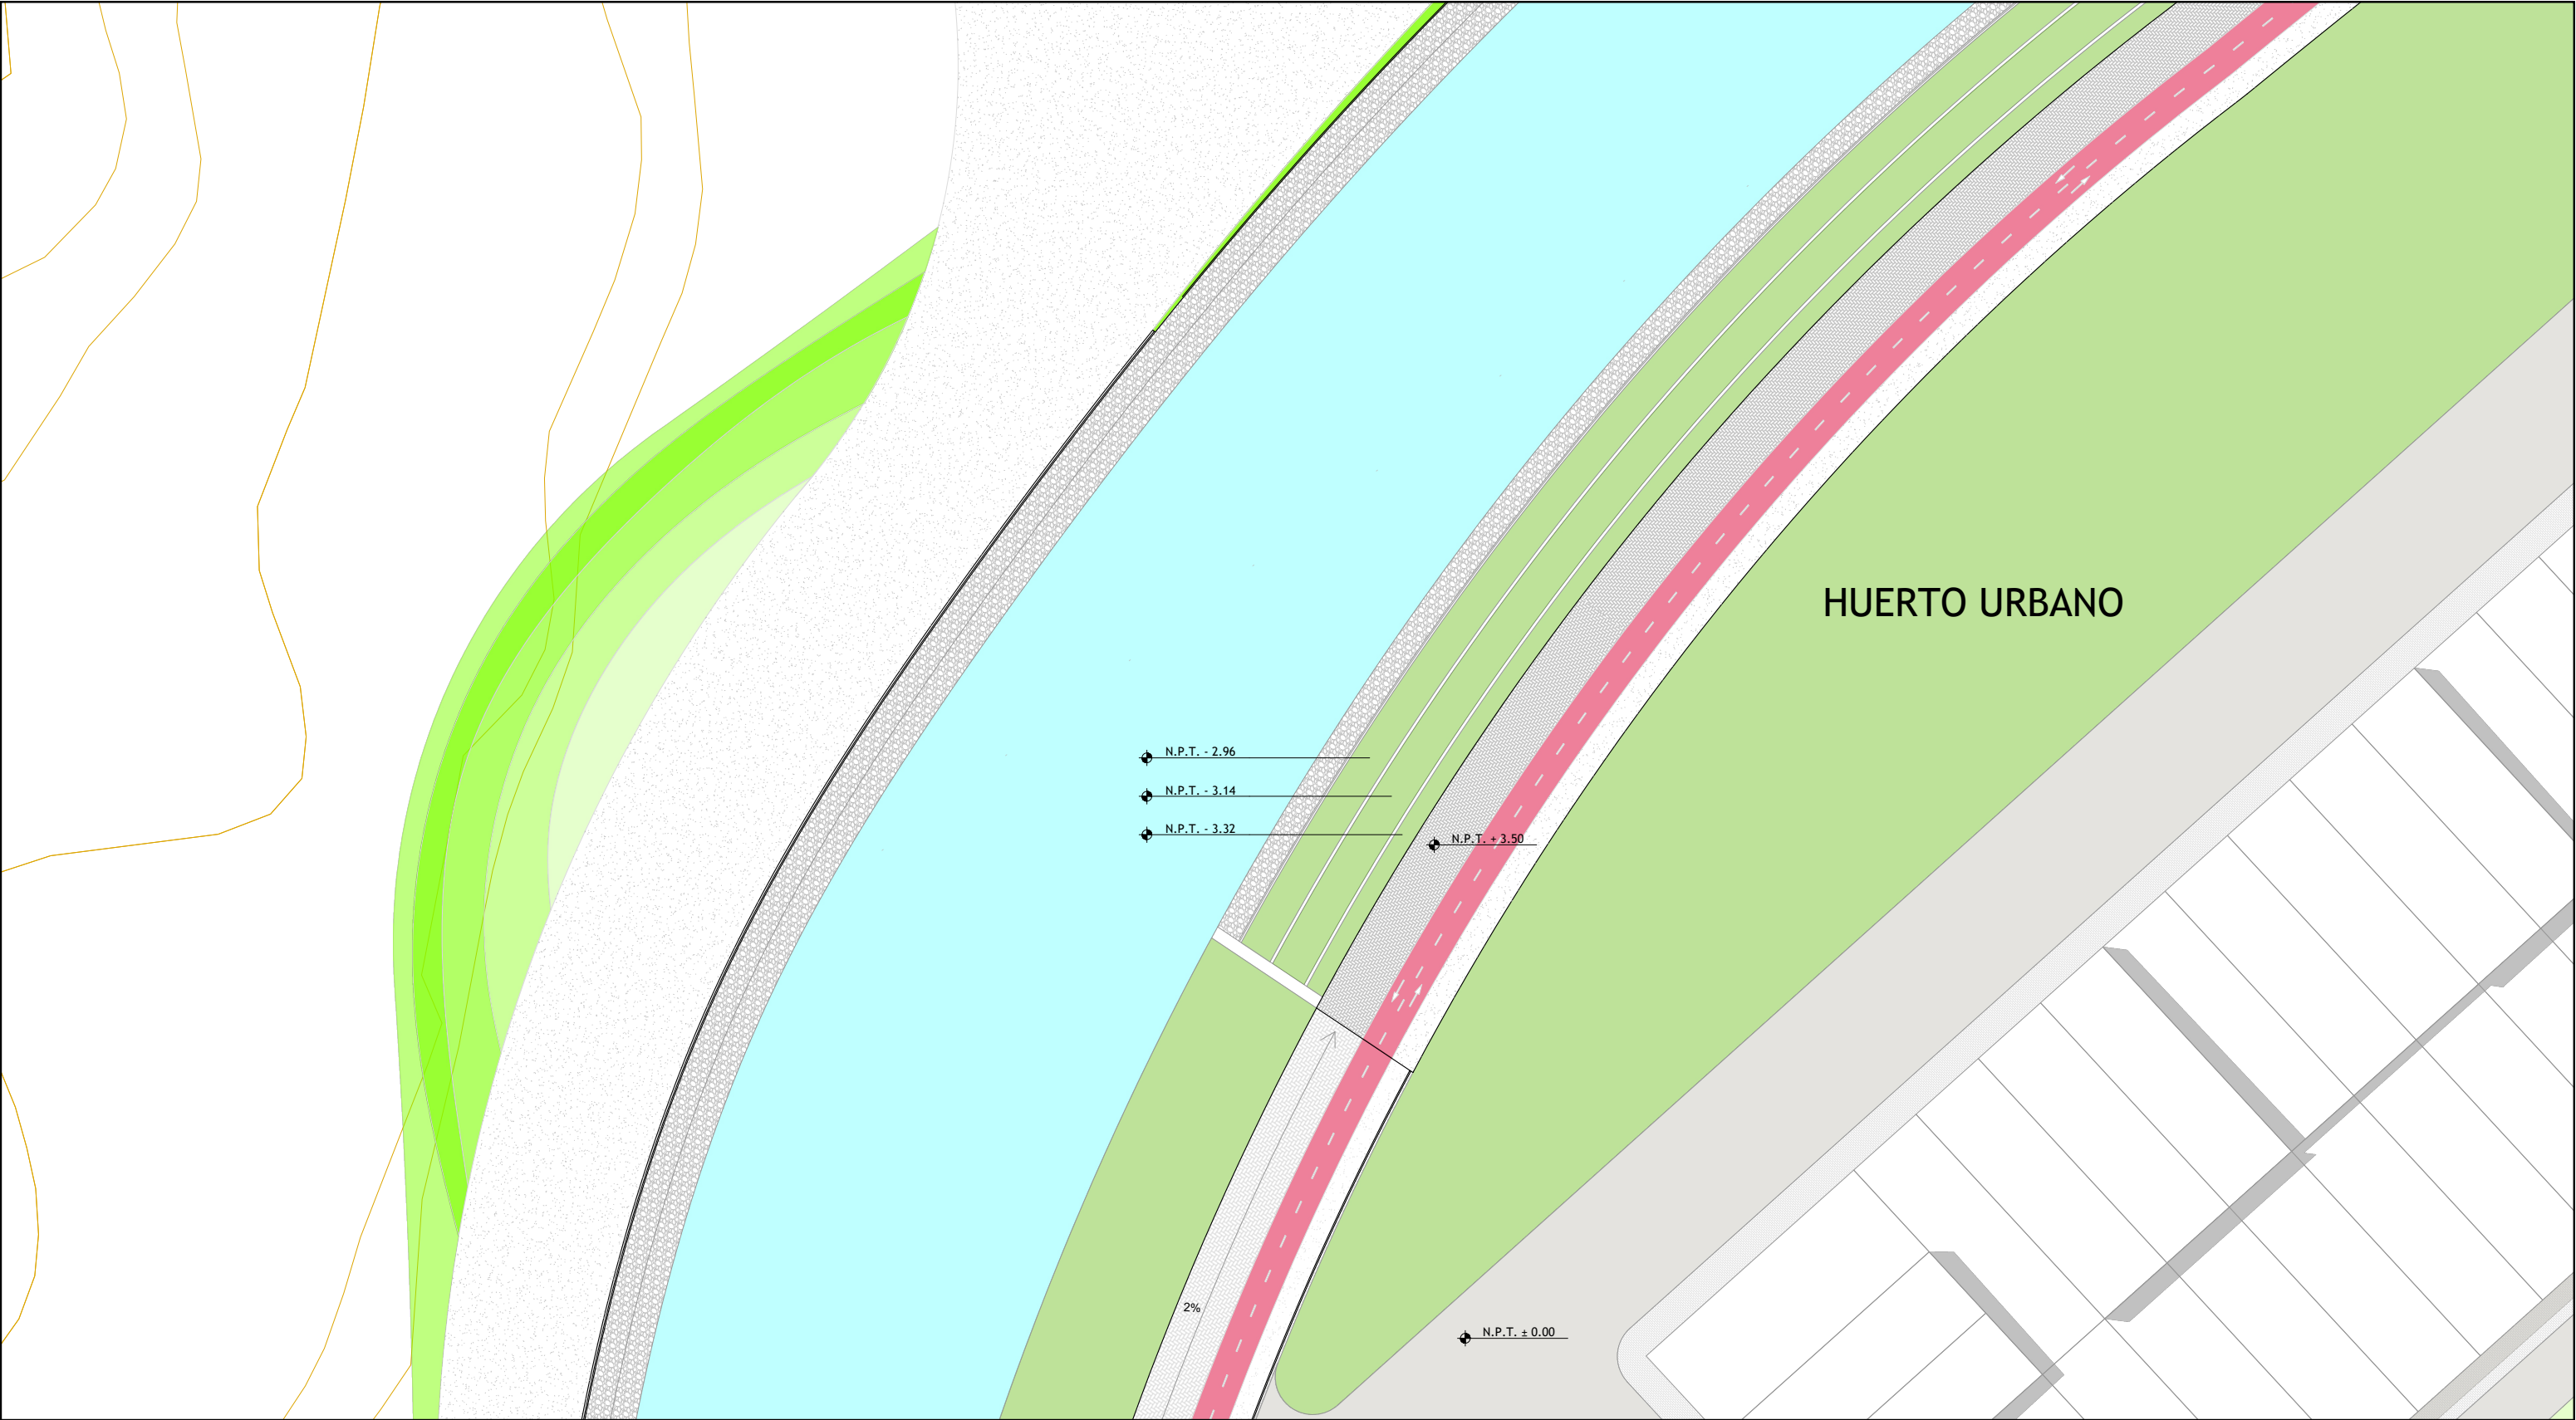 HUERTO URBANO
N.P.T. - 2.96
N.P.T. - 3.14
N.P.T. - 3.32
N.P.T. + 3.50
2%
N.P.T. ± 0.00